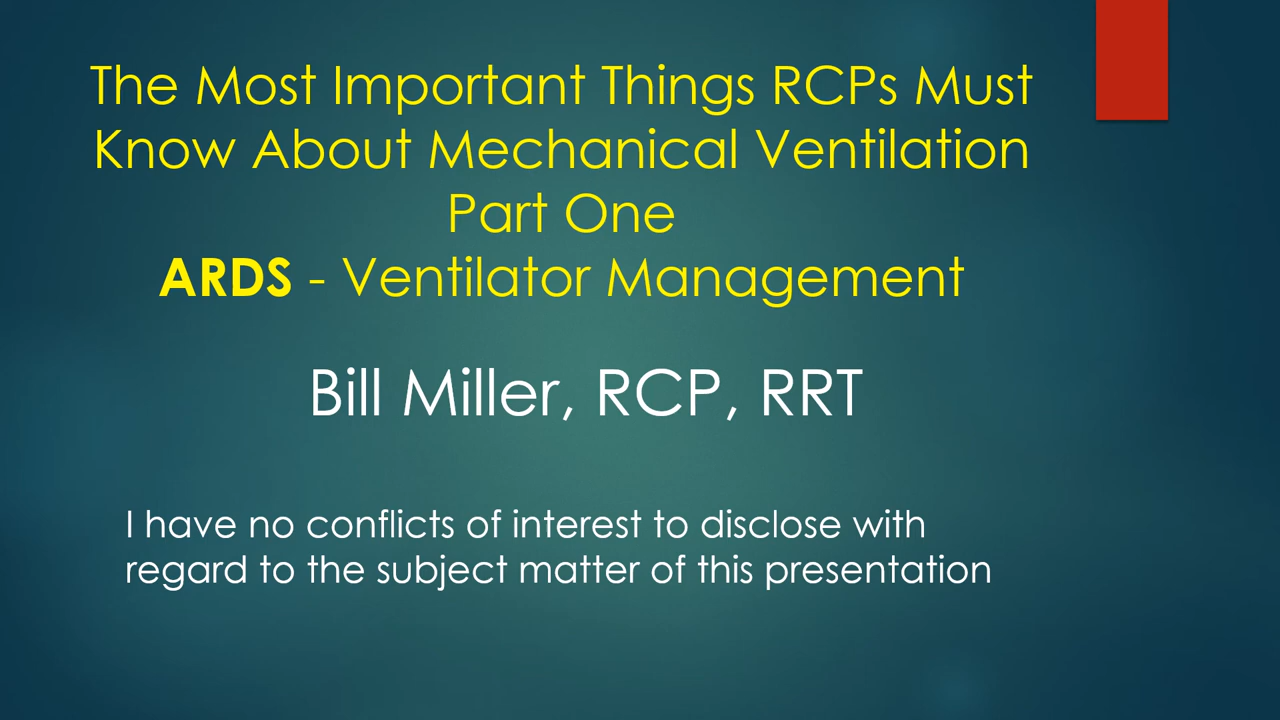 The Most Important Things RCPs Must
Know About Mechanical Ventilation
Part One
ARDS - Ventilator Management
Bill Miller, RCP, RRT
I have no conflicts of interest to disclose with
regard to the subject matter of this presentation